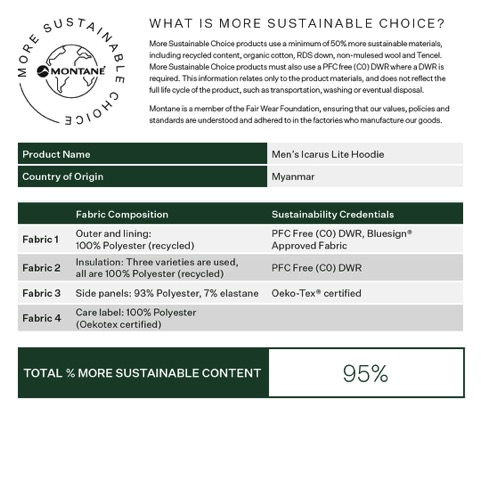 MORE SUSTAINABLE CHOICE
MONTANE
WHAT IS MORE SUSTAINABLE CHOICE?
More Sustainable Choice products use a minimum of 50% more sustainable materials,
including recycled content, organic cotton, RDS down, non-mulesed wool and Tencel.
More Sustainable Choice products must also use a PFC free (C0) DWR where a DWR is
required. This information relates only to the product materials, and does not reflect the
full life cycle of the product, such as transportation, washing or eventual disposal.
Montane is a member of the Fair Wear Foundation, ensuring that our values, policies and
standards are understood and adhered to in the factories who manufacture our goods.
Product Name Men's Icarus Lite Hoodie
Country of Origin Myanmar
Fabric Composition Sustainability Credentials
Fabric 1 Outer and lining: PFC Free (C0) DWR, Bluesign®
100% Polyester (recycled) Approved Fabric
Fabric 2 Insulation: Three varieties are used, PFC Free (C0) DWR
all are 100% Polyester (recycled)
Fabric 3 Side panels: 93% Polyester, 7% elastane Oeko-Tex® certified
Fabric 4 Care label: 100% Polyester
(Oekotex certified)
TOTAL % MORE SUSTAINABLE CONTENT 95%